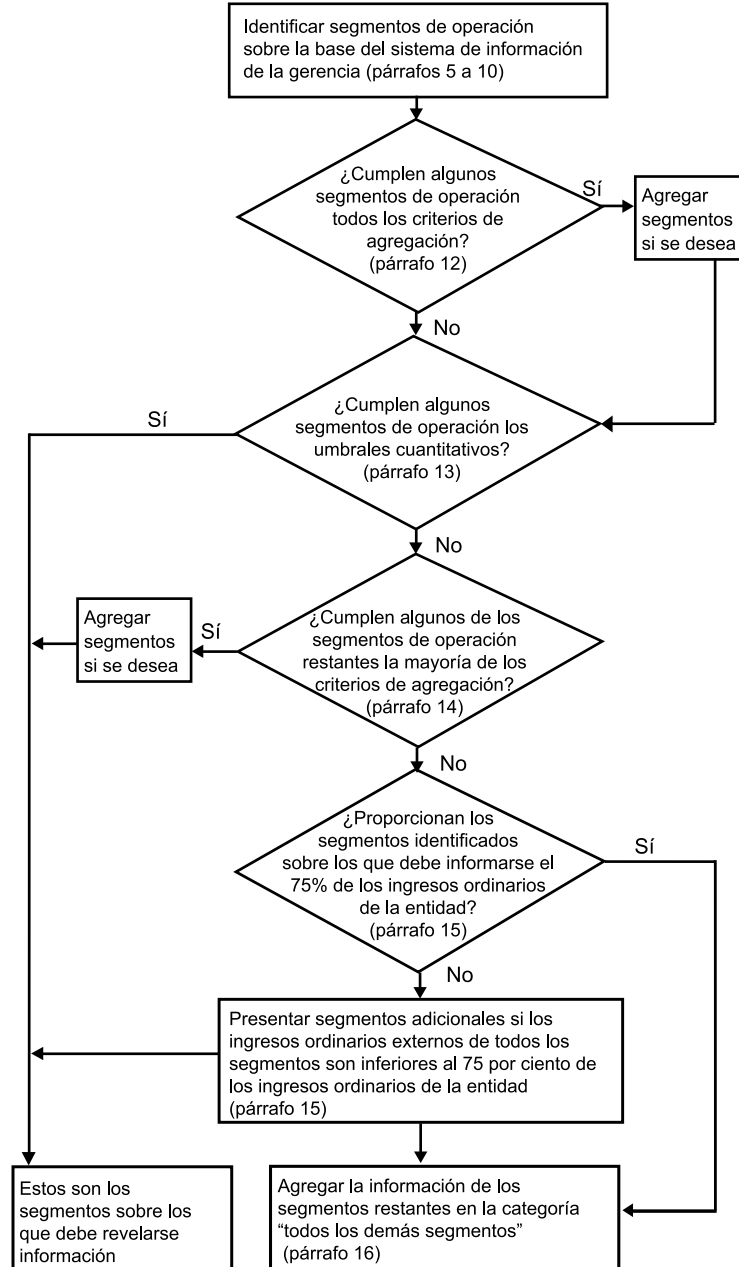 Identificar segmentos de operación
sobre la base del sistema de información
de la gerencia (párrafos 5 a 10)
¿Cumplen algunos
segmentos de operación
todos los criterios de
agregación?
(párrafo 12)
Sí
Agregar
segmentos
si se desea
No
¿Cumplen algunos
segmentos de operación los
umbrales cuantitativos?
(párrafo 13)
Sí
No
¿Cumplen algunos de los
segmentos de operación
restantes la mayoría de los
criterios de agregación?
(párrafo 14)
Sí
Agregar
segmentos
si se desea
No
¿Proporcionan los
segmentos identificados
sobre los que debe informarse el
75% de los ingresos ordinarios
de la entidad?
(párrafo 15)
Sí
No
Presentar segmentos adicionales si los
ingresos ordinarios externos de todos los
segmentos son inferiores al 75 por ciento de
los ingresos ordinarios de la entidad
(párrafo 15)
Estos son los
segmentos sobre los
que debe revelarse
información
Agregar la información de los
segmentos restantes en la categoría
“todos los demás segmentos”
(párrafo 16)